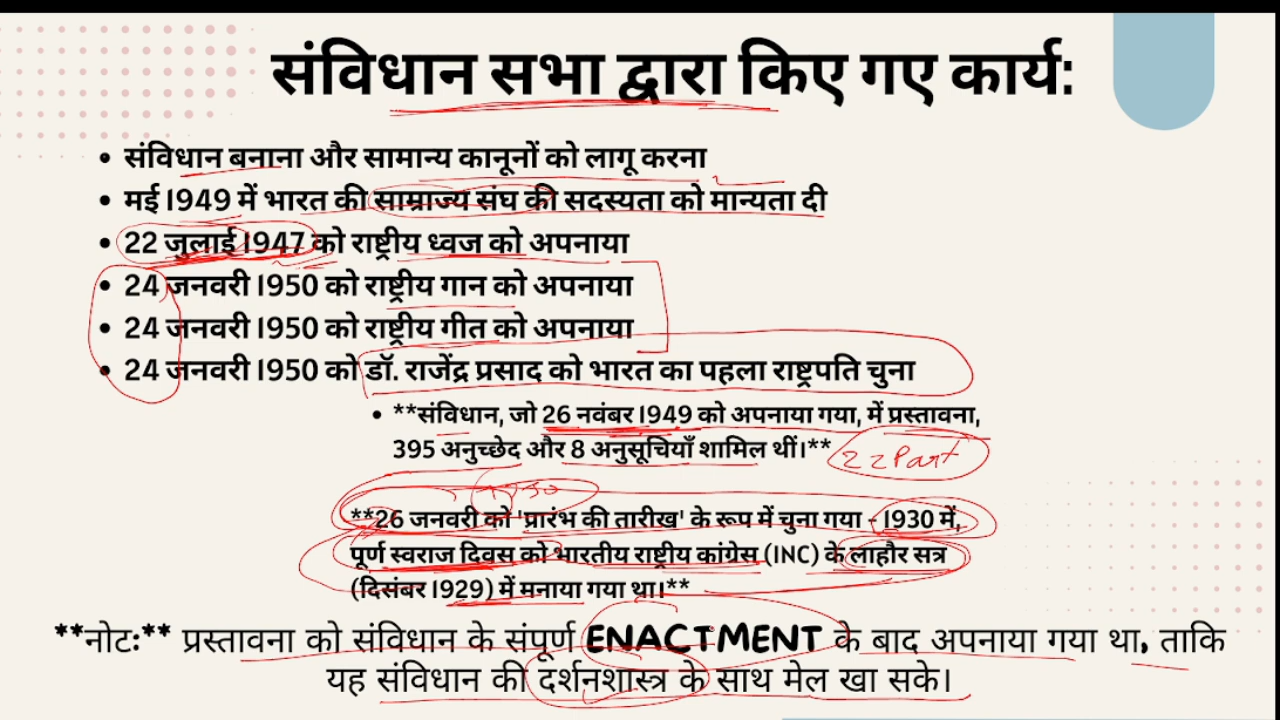 संविधान सभा द्वारा किए गए कार्य:
• संविधान बनाना और सामान्य कानूनों को लागू करना
• मई 1949 में भारत की साम्राज्य संघ की सदस्यता को मान्यता दी
• 22 जुलाई 1947 को राष्ट्रीय ध्वज को अपनाया
• 24 जनवरी 1950 को राष्ट्रीय गान को अपनाया
• 24 जनवरी 1950 को राष्ट्रीय गीत को अपनाया
• 24 जनवरी 1950 को डॉ. राजेंद्र प्रसाद को भारत का पहला राष्ट्रपति चुना
• **संविधान, जो 26 नवंबर 1949 को अपनाया गया, में प्रस्तावना,
395 अनुच्छेद और 8 अनुसूचियाँ शामिल थीं।** 22 Part
1950
**26 जनवरी को 'प्रारंभ की तारीख' के रूप में चुना गया - 1930 में,
पूर्ण स्वराज दिवस को भारतीय राष्ट्रीय कांग्रेस (INC) के लाहौर सत्र
(दिसंबर 1929) में मनाया गया था।**
**नोट:** प्रस्तावना को संविधान के संपूर्ण ENACTMENT के बाद अपनाया गया था, ताकि
यह संविधान की दर्शनशास्त्र के साथ मेल खा सके।